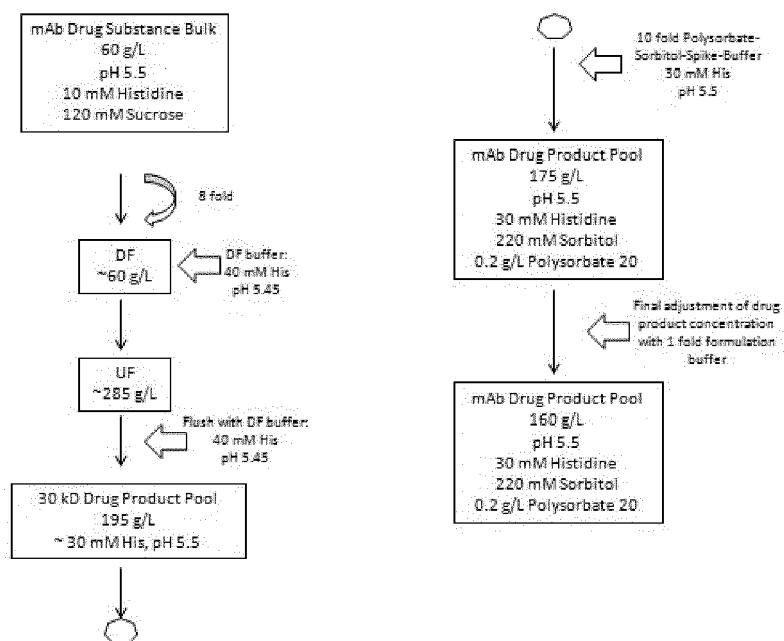 mAb Drug Substance Bulk
60 g/L
pH 5.5
10 mM Histidine
120 mM Sucrose
8 fold
DF
~60 g/L
DF buffer:
40 mM His
pH 5.45
UF
~285 g/L
Flush with DF buffer:
40 mM His
pH 5.45
30 kD Drug Product Pool
195 g/L
~ 30 mM His, pH 5.5
10 fold Polysorbate-
Sorbitol-Spike-Buffer
30 mM His
pH 5.5
mAb Drug Product Pool
175 g/L
pH 5.5
30 mM Histidine
220 mM Sorbitol
0.2 g/L Polysorbate 20
Final adjustment of drug
product concentration
with 1 fold formulation
buffer
mAb Drug Product Pool
160 g/L
pH 5.5
30 mM Histidine
220 mM Sorbitol
0.2 g/L Polysorbate 20